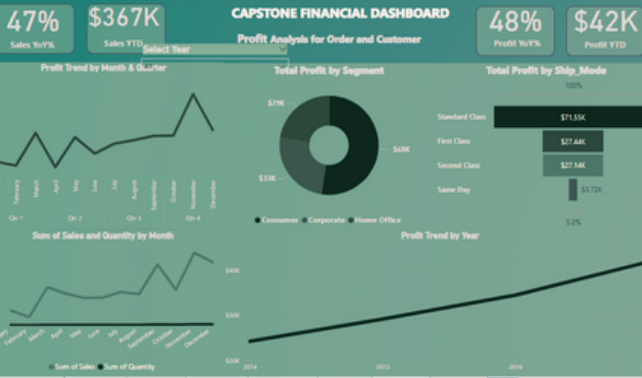 CAPSTONE FINANCIAL DASHBOARD
47%
Sales YoY%
$367K
Sales YTD
Profit Analysis for Order and Customer
48%
Profit YoY%
$42K
Profit YTD
Select Year
Profit Trend by Month & Quarter
February
March
April
May
June
July
August
September
October
November
December
Qtr 1
Qtr 2
Qtr 3
Qtr 4
Total Profit by Segment
$29K
$68K
$33K
Consumer
Corporate
Home Office
Total Profit by Ship_Mode
100%
Standard Class
$71.55K
First Class
$27.44K
Second Class
$27.14K
Same Day
$3.72K
5.2%
Sum of Sales and Quantity by Month
February
March
April
May
June
July
August
September
October
November
December
Sum of Sales
Sum of Quantity
Profit Trend by Year
$40K
$30K
$20K
2014
2015
2016